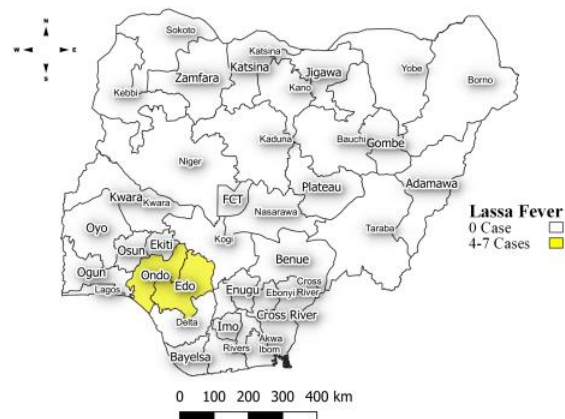 N
W E
S
Sokoto
Katsina
Katsina
Zamfara
Jigawa
Yobe
Borno
Kebbi
Kano
Kaduna
Bauchi
Gombe
Niger
Plateau
Adamawa
Kwara
Kwara
FCT
Nasarawa
Oyo
Taraba
Kogi
Osun
Ekiti
Benue
Ogun
Ondo
Lagos
Edo
Enugu
Ebonyi
Cross
River
Delta
Imo
Cross River
Bayelsa
Rivers
Akwa
Ibom
Lassa Fever
0 Case
4-7 Cases
0 100 200 300 400 km